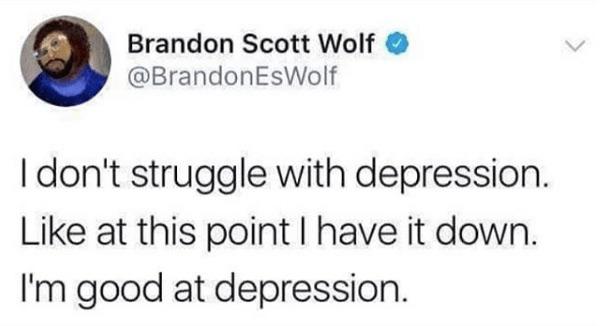 Brandon Scott Wolf
@BrandonEsWolf
I don't struggle with depression.
Like at this point I have it down.
I'm good at depression.